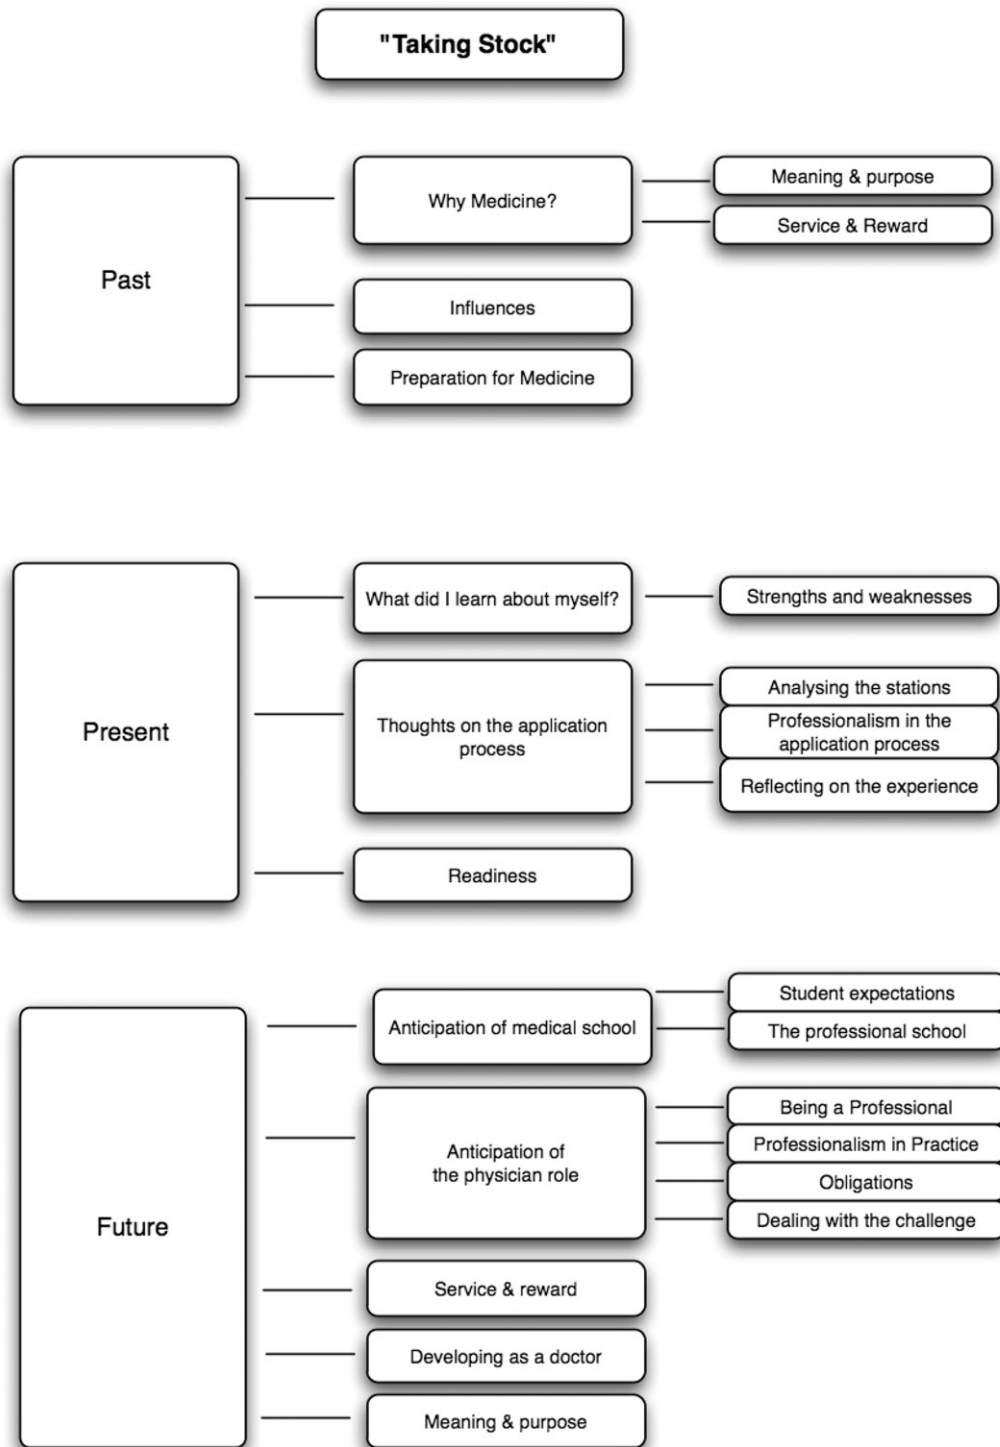 "Taking Stock"
Past
Why Medicine?
Meaning & purpose
Service & Reward
Influences
Preparation for Medicine
Present
What did I learn about myself?
Strengths and weaknesses
Thoughts on the application
process
Analysing the stations
Professionalism in the
application process
Reflecting on the experience
Readiness
Future
Anticipation of medical school
Student expectations
The professional school
Anticipation of
the physician role
Being a Professional
Professionalism in Practice
Obligations
Dealing with the challenge
Service & reward
Developing as a doctor
Meaning & purpose